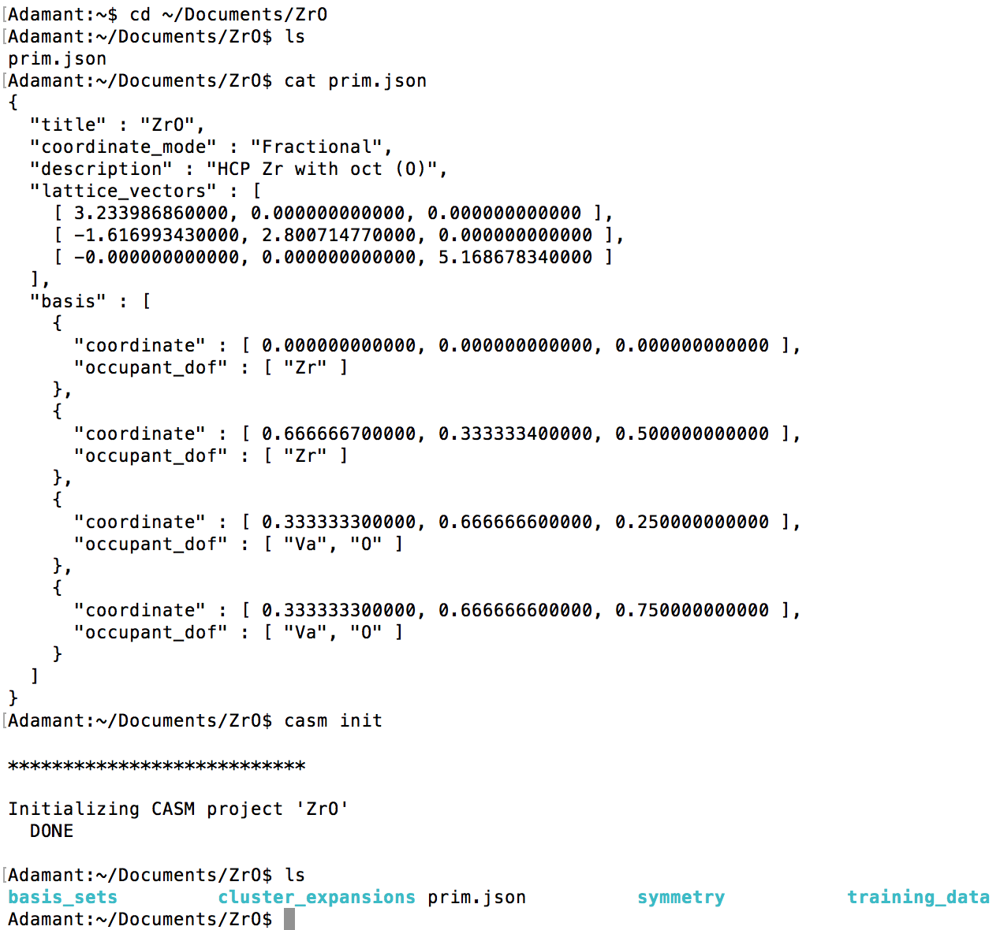 [Adamant:~$ cd ~/Documents/ZrO
[Adamant:~/Documents/ZrO$ ls
prim.json
[Adamant:~/Documents/ZrO$ cat prim.json
{
  "title" : "ZrO",
  "coordinate_mode" : "Fractional",
  "description" : "HCP Zr with oct (O)",
  "lattice_vectors" : [
    [ 3.233986860000, 0.000000000000, 0.000000000000 ],
    [ -1.616993430000, 2.800714770000, 0.000000000000 ],
    [ -0.000000000000, 0.000000000000, 5.168678340000 ]
  ],
  "basis" : [
    {
      "coordinate" : [ 0.000000000000, 0.000000000000, 0.000000000000 ],
      "occupant_dof" : [ "Zr" ]
    },
    {
      "coordinate" : [ 0.666666700000, 0.333333400000, 0.500000000000 ],
      "occupant_dof" : [ "Zr" ]
    },
    {
      "coordinate" : [ 0.333333300000, 0.666666600000, 0.250000000000 ],
      "occupant_dof" : [ "Va", "O" ]
    },
    {
      "coordinate" : [ 0.333333300000, 0.666666600000, 0.750000000000 ],
      "occupant_dof" : [ "Va", "O" ]
    }
  ]
}
[Adamant:~/Documents/ZrO$ casm init

***************************

Initializing CASM project 'ZrO'
  DONE

[Adamant:~/Documents/ZrO$ ls
basis_sets         cluster_expansions prim.json          symmetry           training_data
Adamant:~/Documents/ZrO$